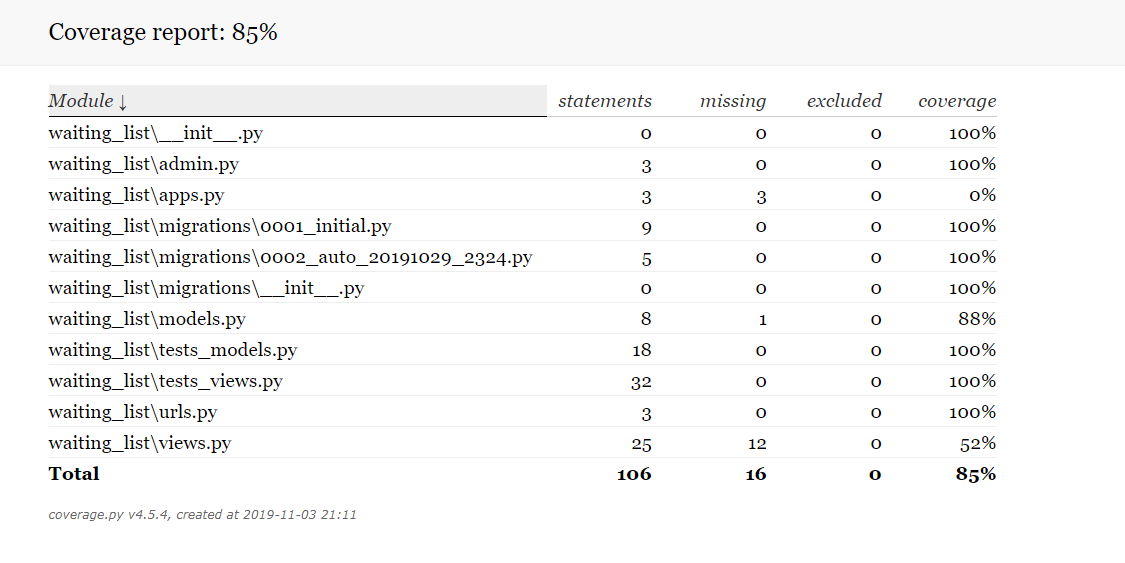 Coverage report: 85%
Module ↓ statements missing excluded coverage
waiting_list\__init__.py 0 0 0 100%
waiting_list\admin.py 3 0 0 100%
waiting_list\apps.py 3 3 0 0%
waiting_list\migrations\0001_initial.py 9 0 0 100%
waiting_list\migrations\0002_auto_20191029_2324.py 5 0 0 100%
waiting_list\migrations\__init__.py 0 0 0 100%
waiting_list\models.py 8 1 0 88%
waiting_list\tests_models.py 18 0 0 100%
waiting_list\tests_views.py 32 0 0 100%
waiting_list\urls.py 3 0 0 100%
waiting_list\views.py 25 12 0 52%
Total 106 16 0 85%
coverage.py v4.5.4, created at 2019-11-03 21:11